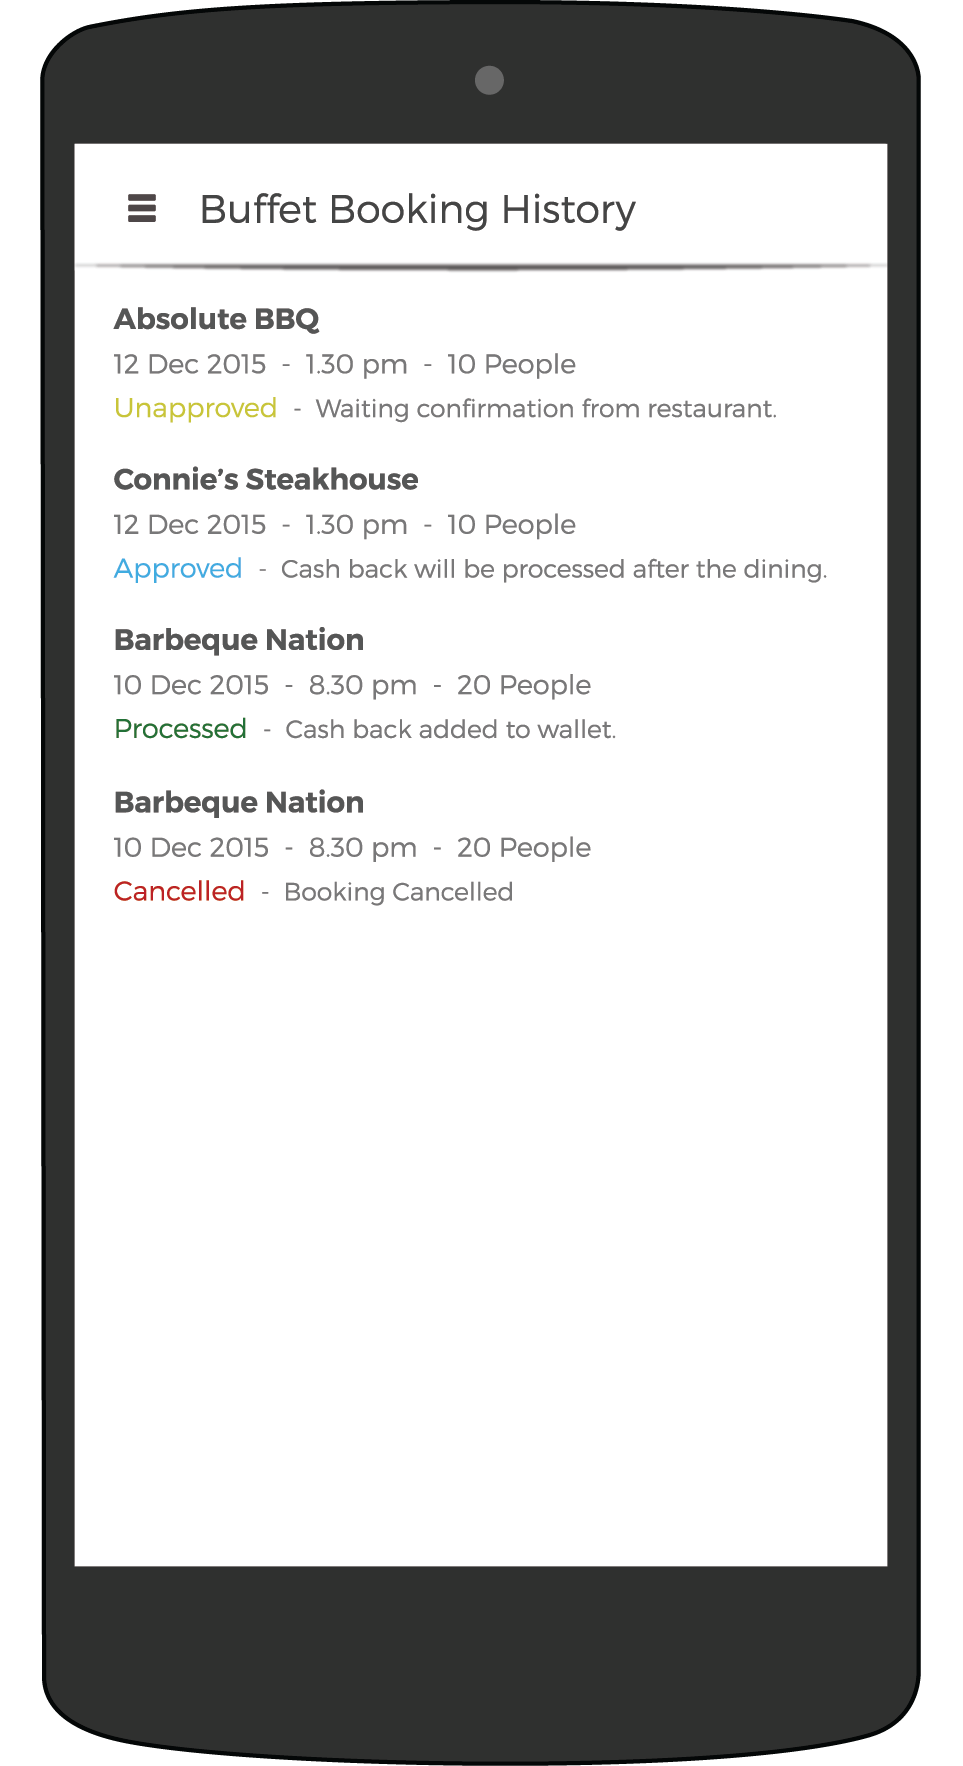 Buffet Booking History
Absolute BBQ
12 Dec 2015 - 1.30 pm - 10 People
Unapproved - Waiting confirmation from restaurant.
Connie’s Steakhouse
12 Dec 2015 - 1.30 pm - 10 People
Approved - Cash back will be processed after the dining.
Barbeque Nation
10 Dec 2015 - 8.30 pm - 20 People
Processed - Cash back added to wallet.
Barbeque Nation
10 Dec 2015 - 8.30 pm - 20 People
Cancelled - Booking Cancelled